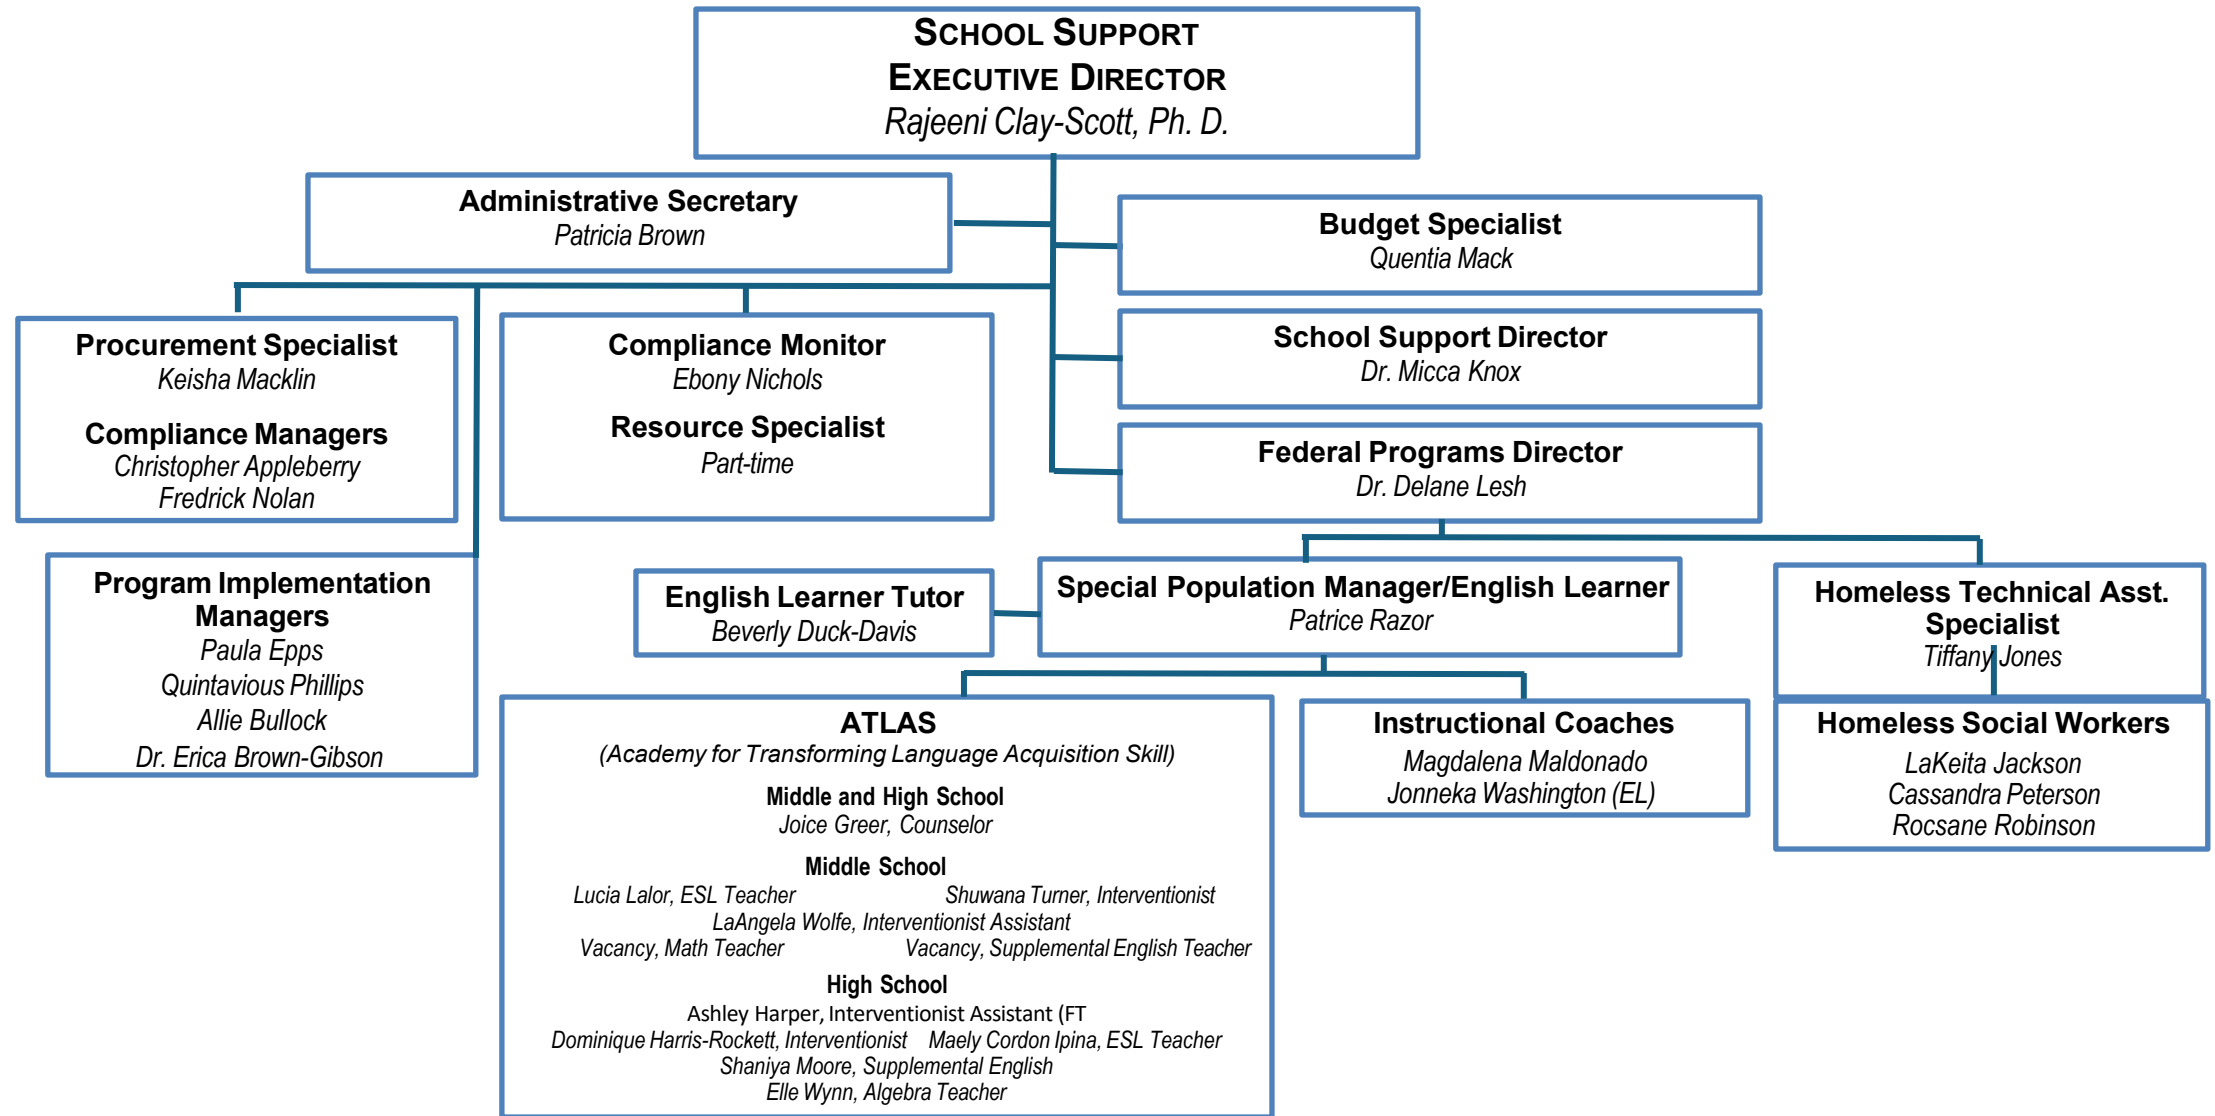 SCHOOL SUPPORT
EXECUTIVE DIRECTOR
Rajeeni Clay-Scott, Ph. D.
Administrative Secretary
Patricia Brown
Budget Specialist
Quentia Mack
Procurement Specialist
Keisha Macklin
Compliance Managers
Christopher Appleberry
Fredrick Nolan
Compliance Monitor
Ebony Nichols
Resource Specialist
Part-time
School Support Director
Dr. Micca Knox
Federal Programs Director
Dr. Delane Lesh
Program Implementation
Managers
Paula Epps
Quintavious Phillips
Allie Bullock
Dr. Erica Brown-Gibson
English Learner Tutor
Beverly Duck-Davis
Special Population Manager/English Learner
Patrice Razor
Homeless Technical Asst.
Specialist
Tiffany Jones
ATLAS
(Academy for Transforming Language Acquisition Skill)
Middle and High School
Joice Greer, Counselor
Middle School
Lucia Lalor, ESL Teacher Shuwana Turner, Interventionist
LaAngela Wolfe, Interventionist Assistant
Vacancy, Math Teacher Vacancy, Supplemental English Teacher
High School
Ashley Harper, Interventionist Assistant (FT
Dominique Harris-Rockett, Interventionist Maely Cordon Ipina, ESL Teacher
Shaniya Moore, Supplemental English
Elle Wynn, Algebra Teacher
Instructional Coaches
Magdalena Maldonado
Jonneka Washington (EL)
Homeless Social Workers
LaKeita Jackson
Cassandra Peterson
Rocsane Robinson